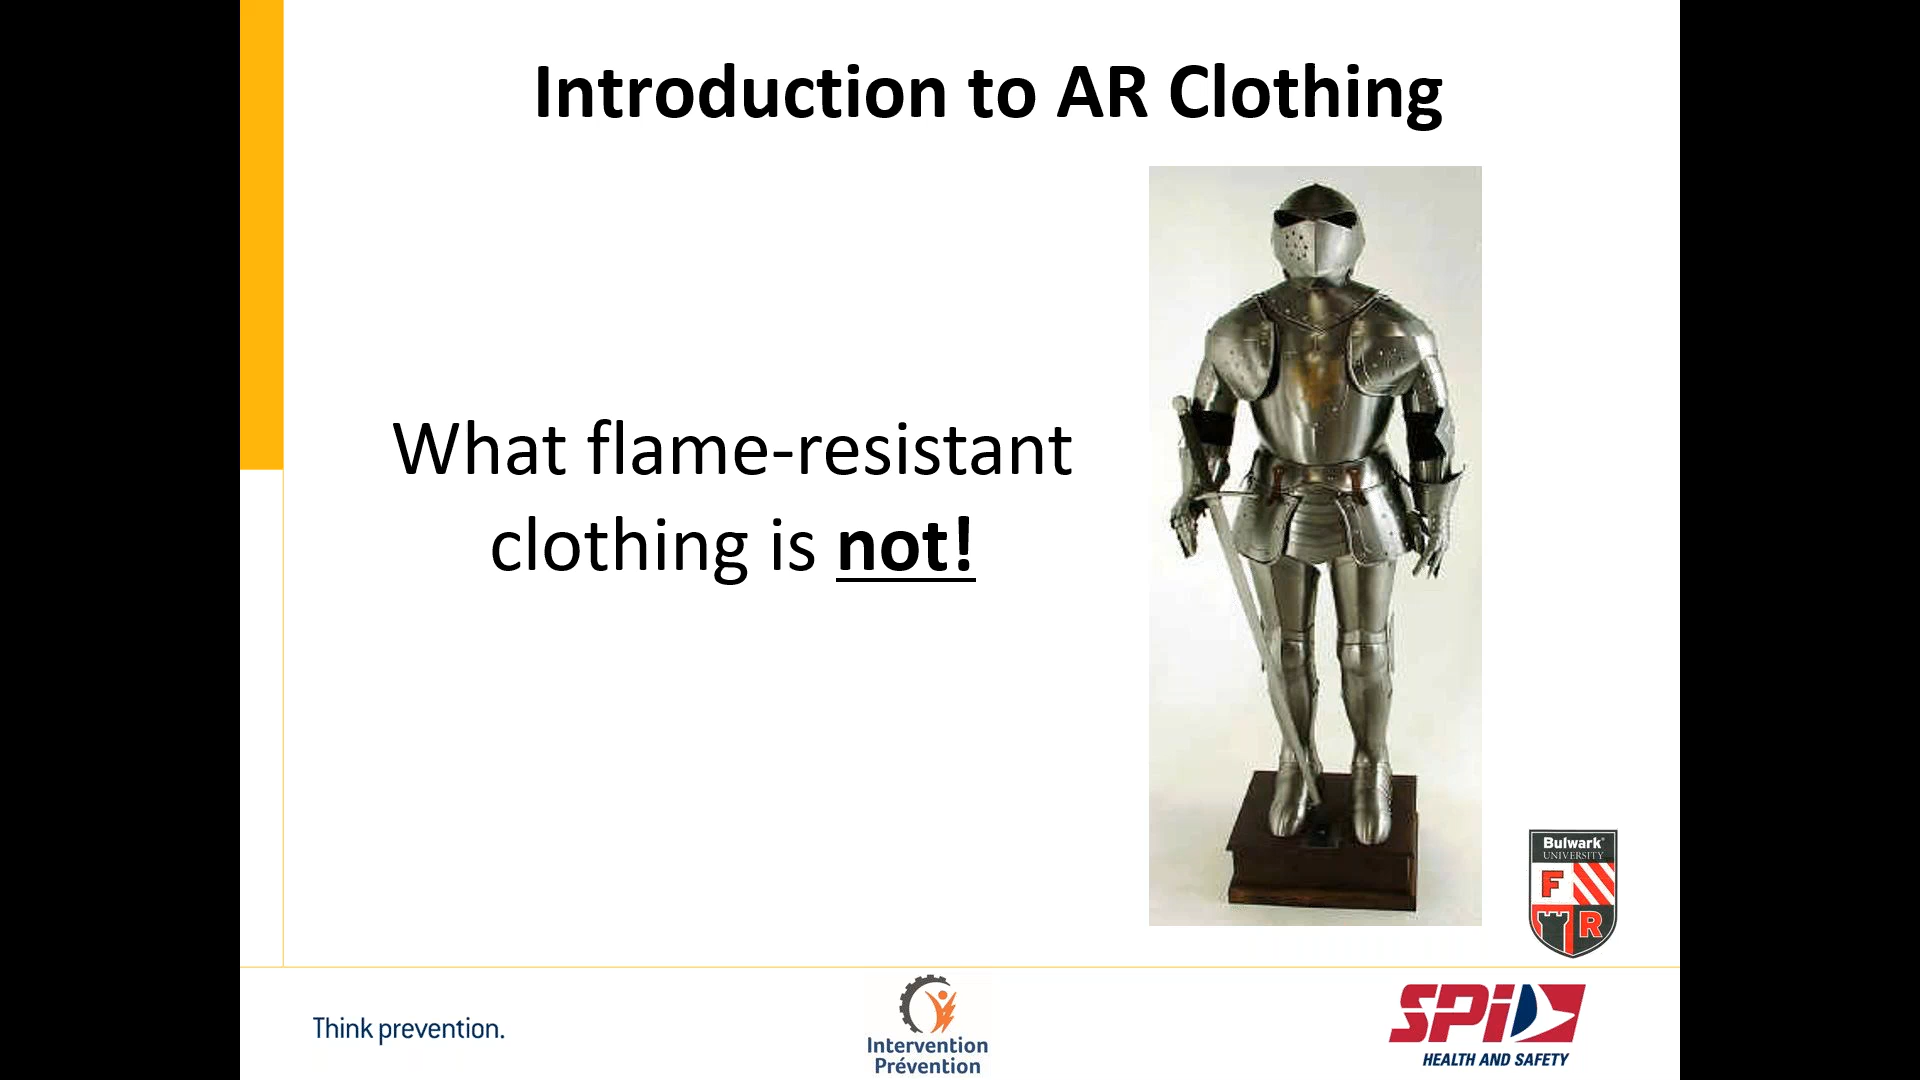 Introduction to AR Clothing
What flame-resistant
clothing is not!
Bulwark®
UNIVERSITY
F
R
Think prevention.
Intervention
Prévention
SPi
HEALTH AND SAFETY